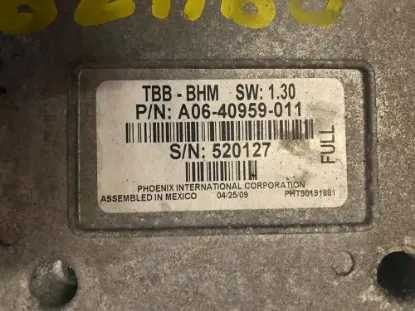 TBB - BHM SW: 1.30
P/N: A06-40959-011
S/N: 520127
FULL
PHOENIX INTERNATIONAL CORPORATION
ASSEMBLED IN MEXICO 04/25/09 PHT90191881